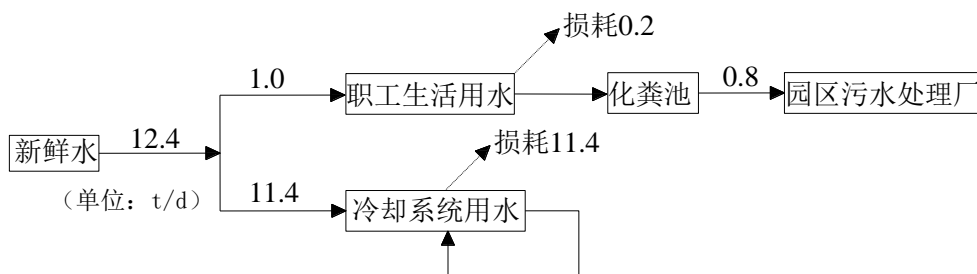 损耗0.2
1.0
职工生活用水
化粪池
0.8
园区污水处理厂
新鲜水
12.4
损耗11.4
（单位：t/d）
11.4
冷却系统用水